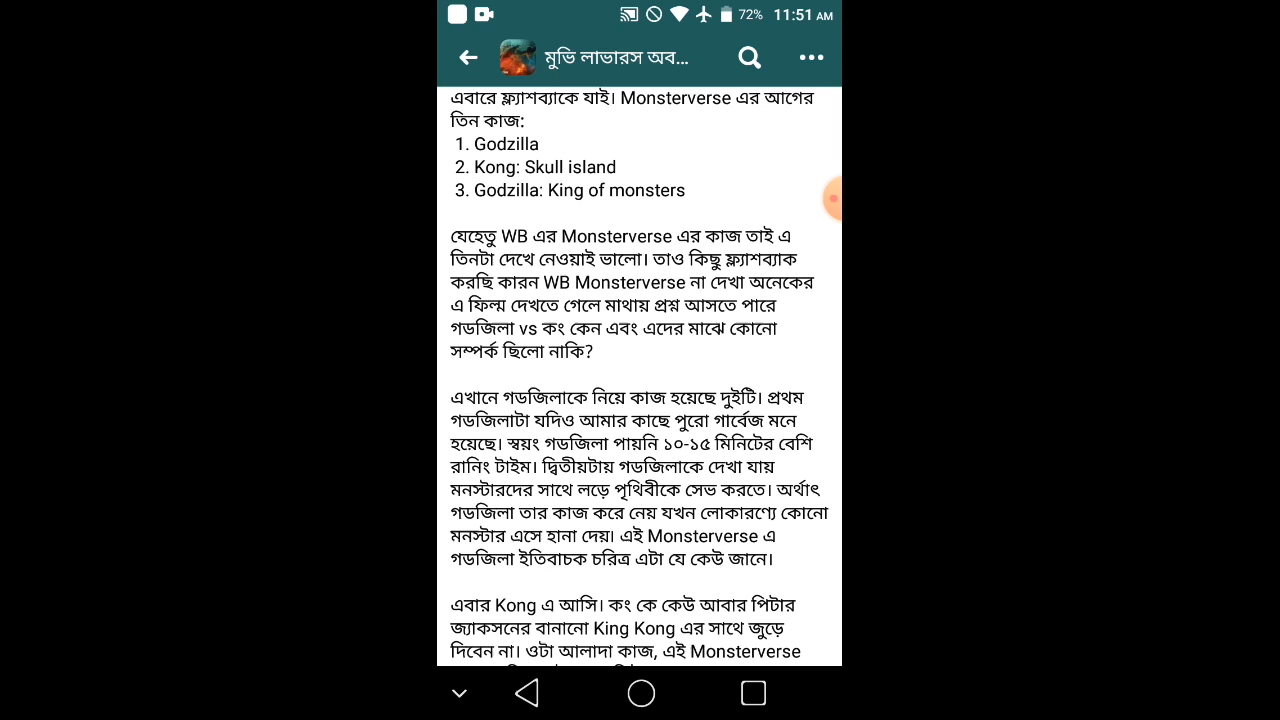 72% 11:51 AM
মুভি লাভারস অব...
এবারে ফ্ল্যাশব্যাকে যাই। Monsterverse এর আগের
তিন কাজ:
1. Godzilla
2. Kong: Skull island
3. Godzilla: King of monsters
যেহেতু WB এর Monsterverse এর কাজ তাই এ
তিনটা দেখে নেওয়াই ভালো। তাও কিছু ফ্ল্যাশব্যাক
করছি কারন WB Monsterverse না দেখা অনেকের
এ ফিল্ম দেখতে গেলে মাথায় প্রশ্ন আসতে পারে
গডজিলা vs কং কেন এবং এদের মাঝে কোনো
সম্পর্ক ছিলো নাকি?
এখানে গডজিলাকে নিয়ে কাজ হয়েছে দুইটি। প্রথম
গডজিলাটা যদিও আমার কাছে পুরো গার্বেজ মনে
হয়েছে। স্বয়ং গডজিলা পায়নি ১০-১৫ মিনিটের বেশি
রানিং টাইম। দ্বিতীয়টায় গডজিলাকে দেখা যায়
মনস্টারদের সাথে লড়ে পৃথিবীকে সেভ করতে। অর্থাৎ
গডজিলা তার কাজ করে নেয় যখন লোকারণ্যে কোনো
মনস্টার এসে হানা দেয়। এই Monsterverse এ
গডজিলা ইতিবাচক চরিত্র এটা যে কেউ জানে।
এবার Kong এ আসি। কং কে কেউ আবার পিটার
জ্যাকসনের বানানো King Kong এর সাথে জুড়ে
দিবেন না। ওটা আলাদা কাজ, এই Monsterverse